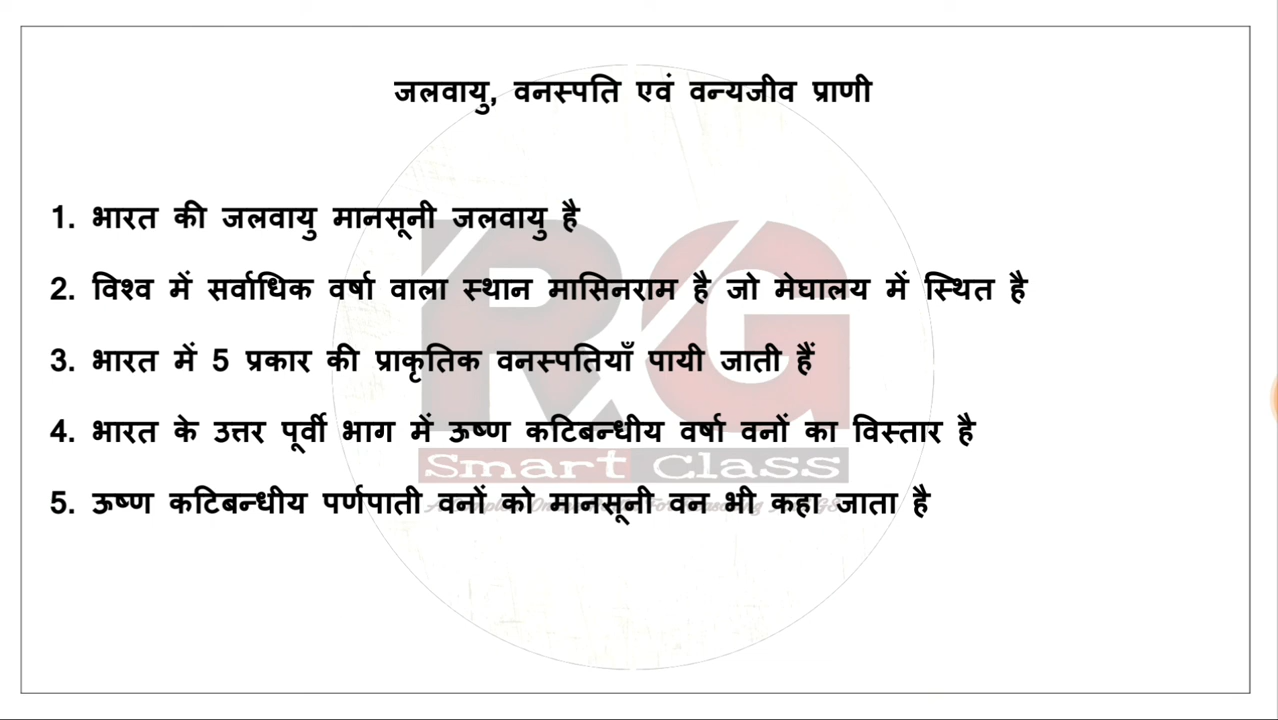 जलवायु, वनस्पति एवं वन्यजीव प्राणी
1. भारत की जलवायु मानसूनी जलवायु है
2. विश्व में सर्वाधिक वर्षा वाला स्थान मासिनराम है जो मेघालय में स्थित है
3. भारत में 5 प्रकार की प्राकृतिक वनस्पतियाँ पायी जाती हैं
4. भारत के उत्तर पूर्वी भाग में ऊष्ण कटिबन्धीय वर्षा वनों का विस्तार है
RG
Smart Class
5. ऊष्ण कटिबन्धीय पर्णपाती वनों को मानसूनी वन भी कहा जाता है